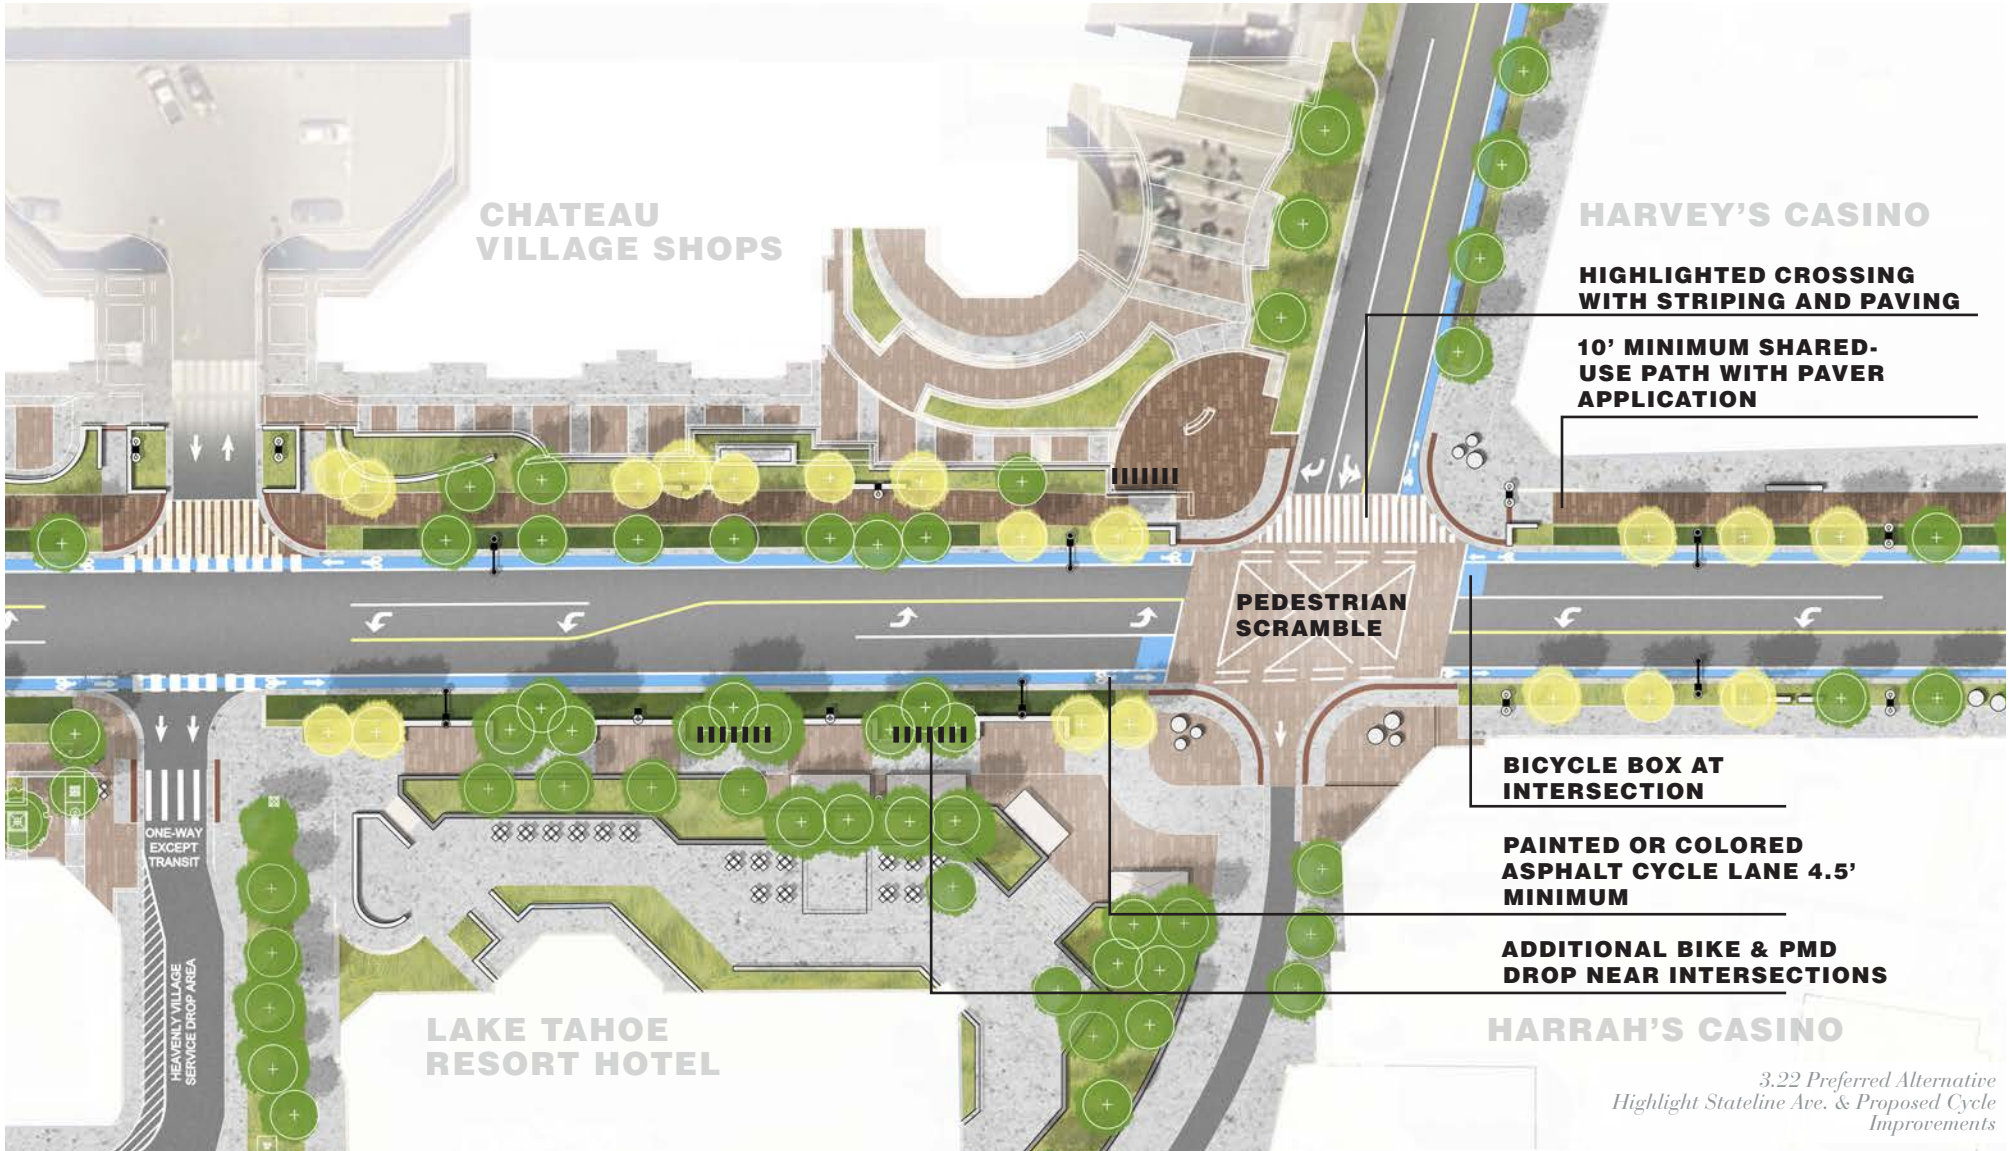 CHATEAU
VILLAGE SHOPS
HARVEY'S CASINO
HIGHLIGHTED CROSSING
WITH STRIPING AND PAVING
10' MINIMUM SHARED-
USE PATH WITH PAVER
APPLICATION
PEDESTRIAN
SCRAMBLE
BICYCLE BOX AT
INTERSECTION
PAINTED OR COLORED
ASPHALT CYCLE LANE 4.5'
MINIMUM
ADDITIONAL BIKE & PMD
DROP NEAR INTERSECTIONS
ONE-WAY
EXCEPT
TRANSIT
HEAVENLY VILLAGE
SERVICE DROP AREA
LAKE TAHOE
RESORT HOTEL
HARRAH'S CASINO
3.22 Preferred Alternative
Highlight Stateline Ave. & Proposed Cycle
Improvements